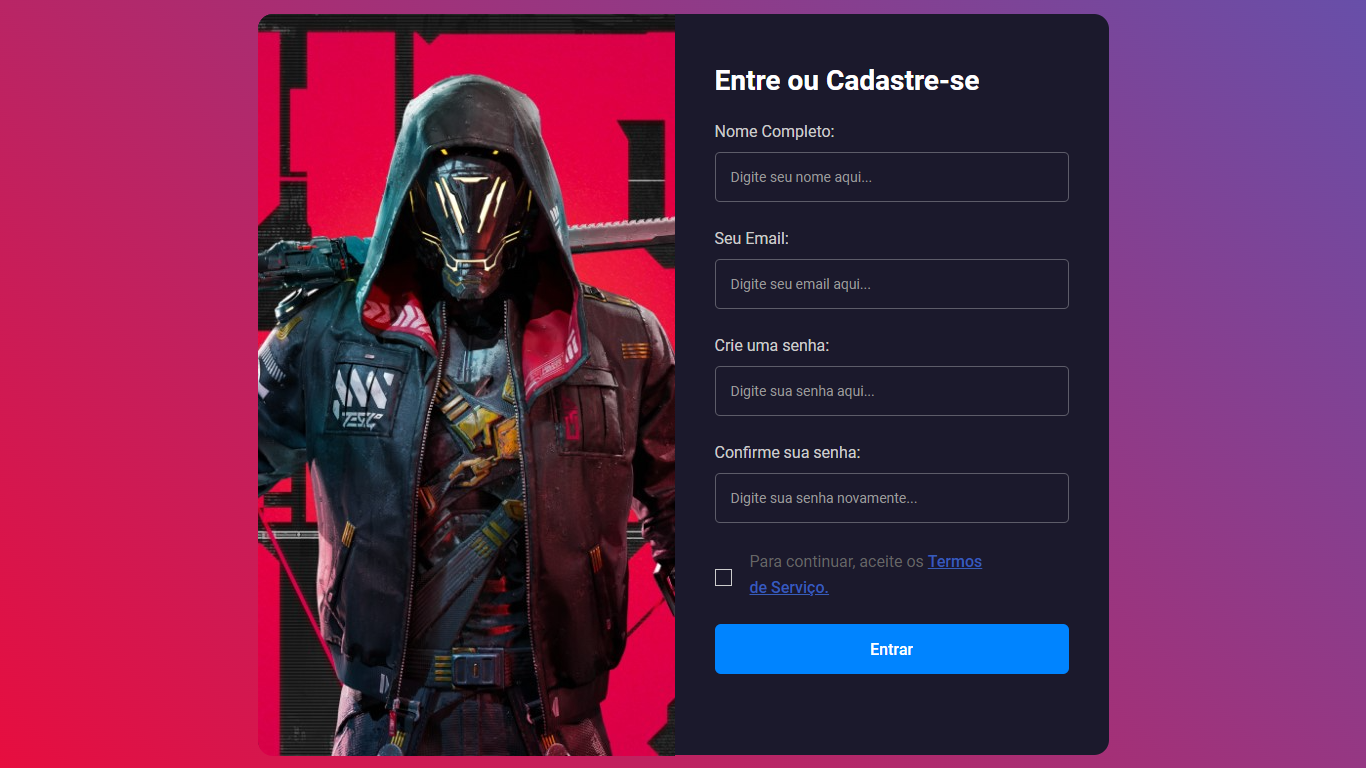 Entre ou Cadastre-se
Nome Completo:
Digite seu nome aqui...
Seu Email:
Digite seu email aqui...
Crie uma senha:
Digite sua senha aqui...
Confirme sua senha:
Digite sua senha novamente...
Para continuar, aceite os Termos
de Serviço.
Entrar